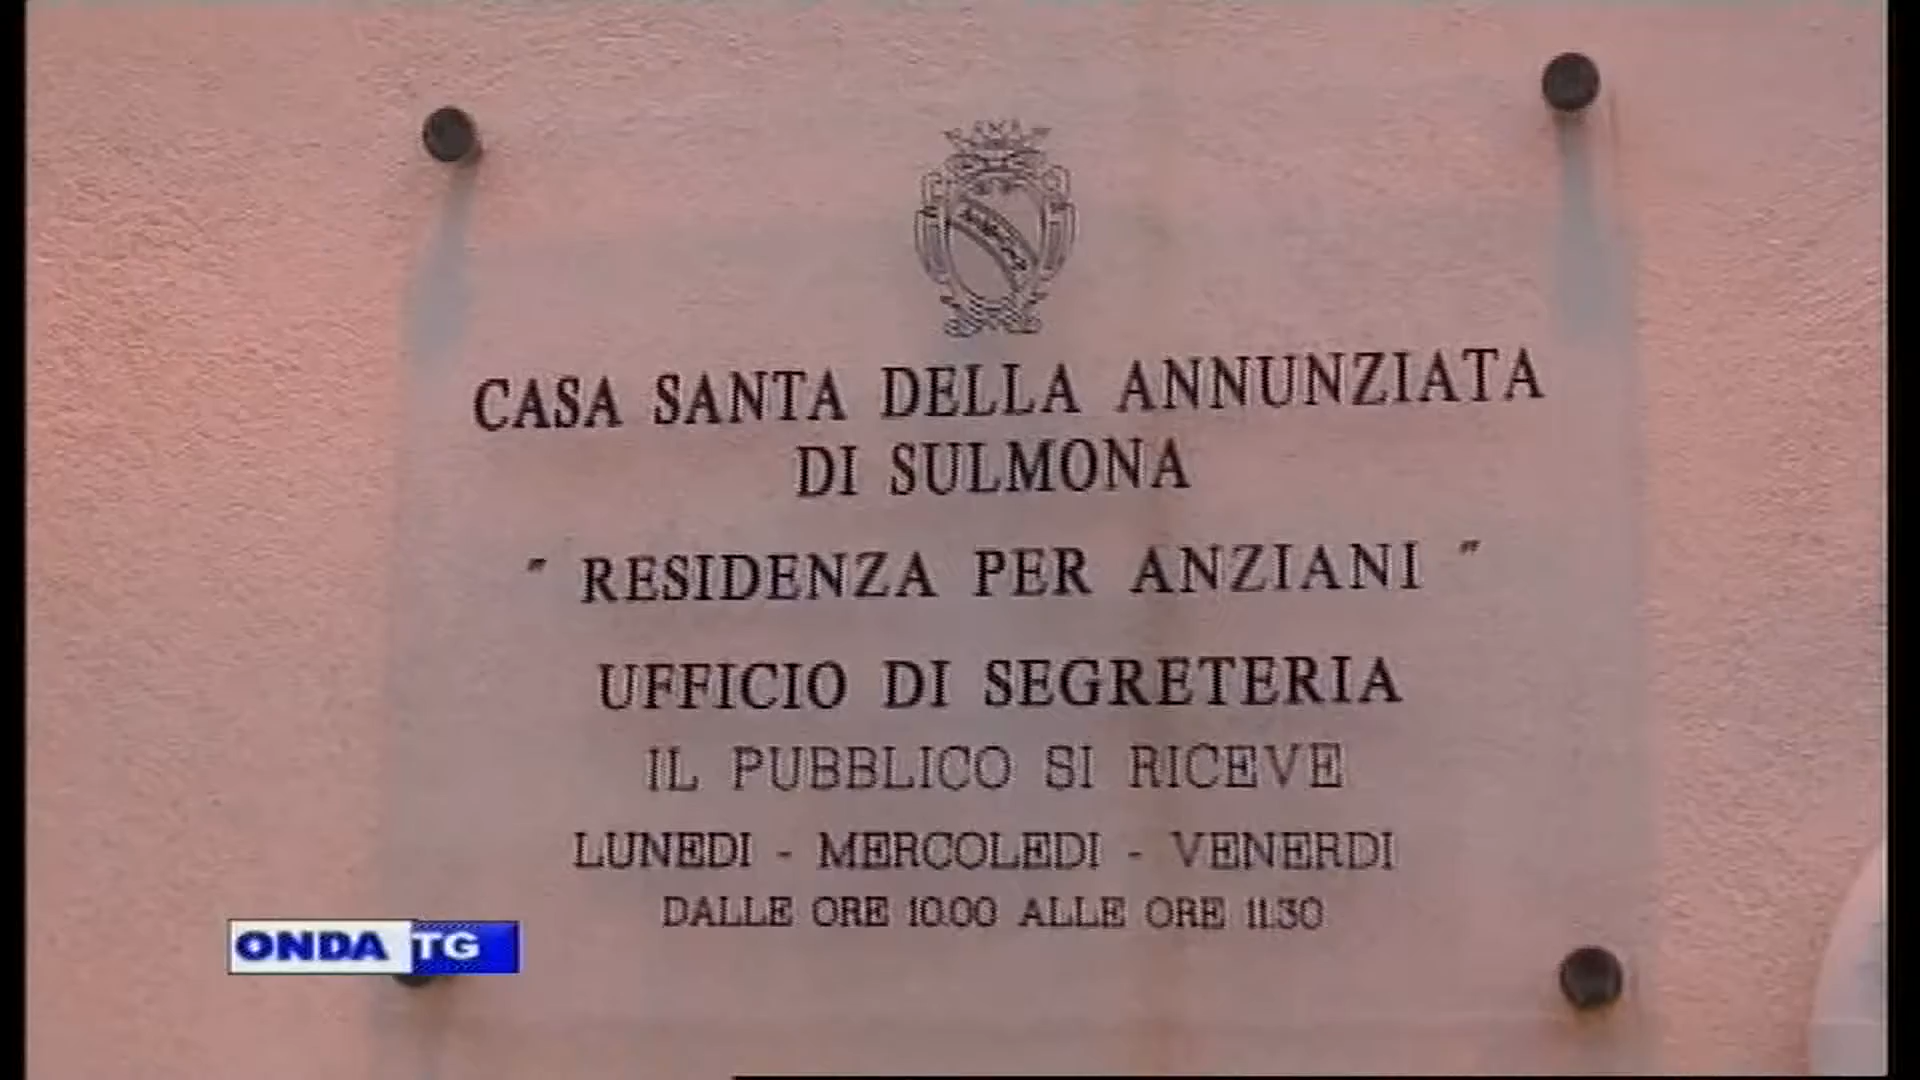 CASA SANTA DELLA ANNUNZIATA
DI SULMONA
" RESIDENZA PER ANZIANI "
UFFICIO DI SEGRETERIA
IL PUBBLICO SI RICEVE
LUNEDI - MERCOLEDI - VENERDI
DALLE ORE 10.00 ALLE ORE 11.30
ONDA TG